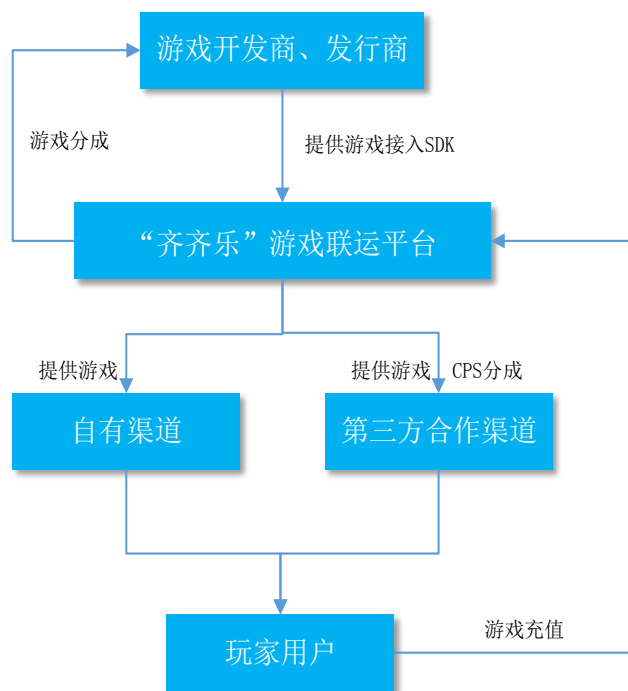 游戏开发商、发行商
游戏分成
提供游戏接入SDK
“齐齐乐”游戏联运平台
提供游戏
提供游戏
CPS分成
自有渠道
第三方合作渠道
游戏充值
玩家用户